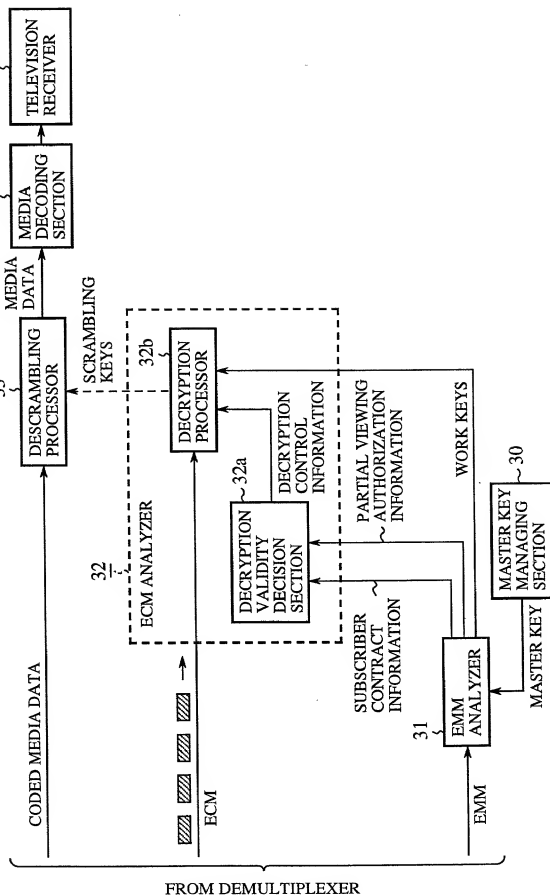 FROM DEMULTIPLEXER
CODED MEDIA DATA
DESCRAMBLING
PROCESSOR
MEDIA
DATA
MEDIA
DECODING
SECTION
TELEVISION
RECEIVER
SCRAMBLING
KEYS
ECM
32
ECM ANALYZER
32b
DECRYPTION
PROCESSOR
32a
DECRYPTION
VALIDITY
DECISION
SECTION
DECRYPTION
CONTROL
INFORMATION
SUBSCRIBER
CONTRACT
INFORMATION
PARTIAL VIEWING
AUTHORIZATION
INFORMATION
WORK KEYS
EMM
31
EMM
ANALYZER
MASTER KEY
30
MASTER KEY
MANAGING
SECTION